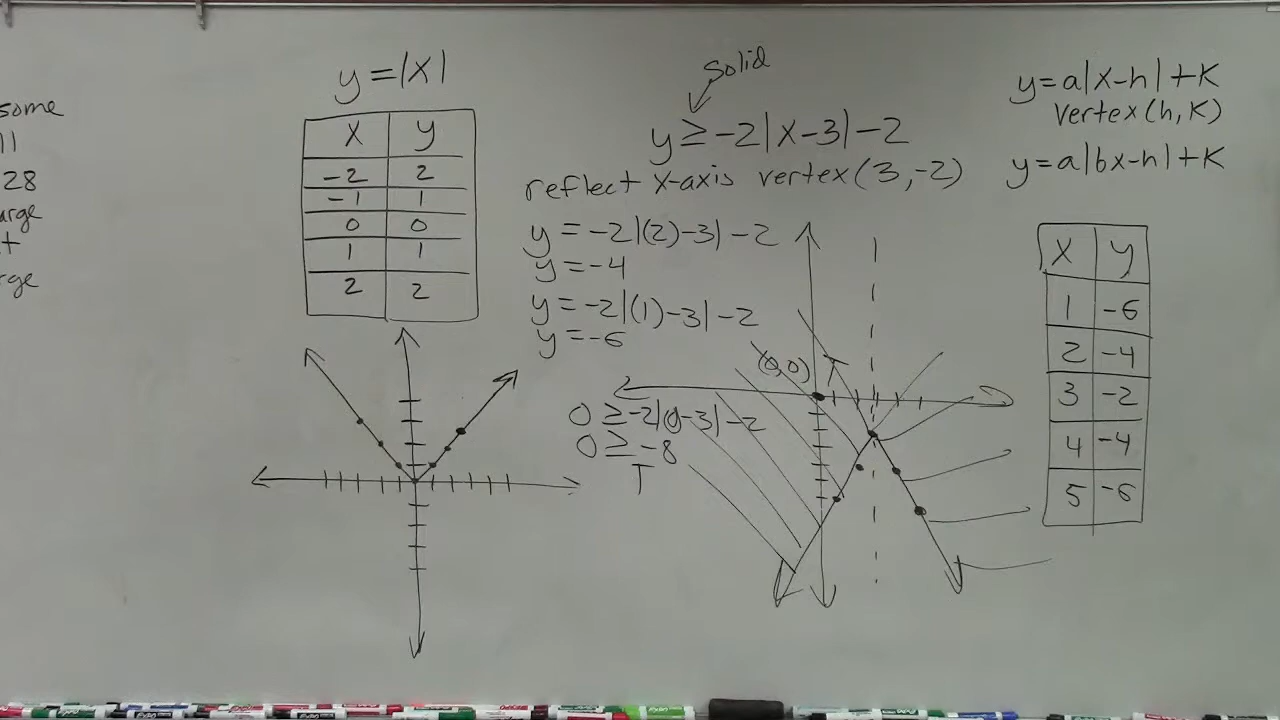 some
11
28
arge
t
rge
y=|X|
X y
-2 2
-1 1
0 0
1 1
2 2
solid
y≥-2|X-3|-2
reflect X-axis vertex(3,-2)
y=-2|(2)-3|-2
y=-4
y=-2|(1)-3|-2
y=-6
(0,0)
0≥-2|0-3|-2
0≥-8
T
y=a|X-h|+K
vertex(h,K)
y=a|bx-h|+K
X y
1 -6
2 -4
3 -2
4 -4
5 -6